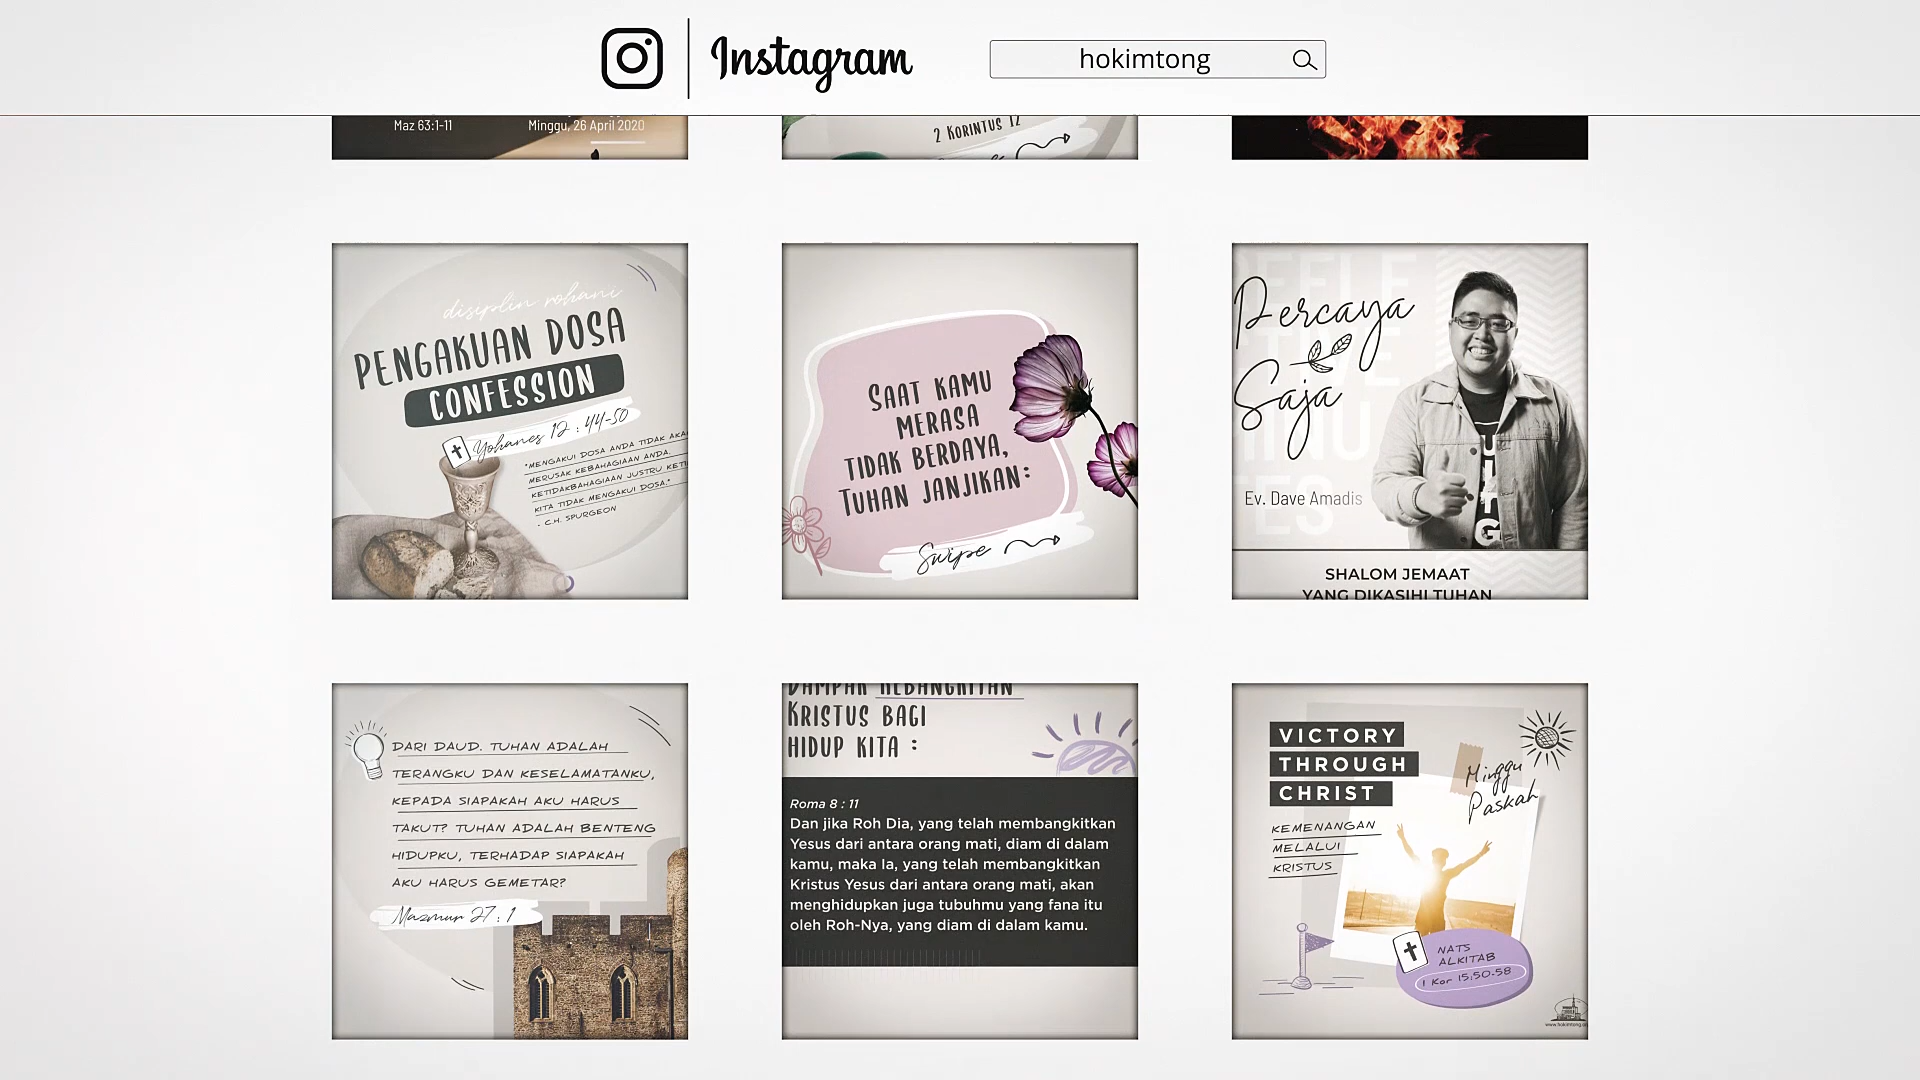 Instagram
hokimtong
Maz 63:1-11
Minggu, 26 April 2020
2 KORINTUS 12
disiplin rohani
PENGAKUAN DOSA
CONFESSION
Yohanes 12 : 44-50
"MENGAKUI DOSA ANDA TIDAK AKA
MERUSAK KEBAHAGIAAN ANDA.
KETIDAKBAHAGIAAN JUSTRU KETI
KITA TIDAK MENGAKUI DOSA."
- C.H. SPURGEON
SAAT KAMU
MERASA
TIDAK BERDAYA,
TUHAN JANJIKAN:
Swipe
Percaya
Saja
Ev. Dave Amadis
SHALOM JEMAAT
YANG DIKASIHI TUHAN
DARI DAUD. TUHAN ADALAH
TERANGKU DAN KESELAMATANKU,
KEPADA SIAPAKAH AKU HARUS
TAKUT? TUHAN ADALAH BENTENG
HIDUPKU, TERHADAP SIAPAKAH
AKU HARUS GEMETAR?
Mazmur 27 : 1
DAMPAK KEBANGKITAN
KRISTUS BAGI
HIDUP KITA :
Roma 8 : 11
Dan jika Roh Dia, yang telah membangkitkan
Yesus dari antara orang mati, diam di dalam
kamu, maka Ia, yang telah membangkitkan
Kristus Yesus dari antara orang mati, akan
menghidupkan juga tubuhmu yang fana itu
oleh Roh-Nya, yang diam di dalam kamu.
VICTORY
THROUGH
CHRIST
Minggu
Paskah
KEMENANGAN
MELALUI
KRISTUS
NATS
ALKITAB
1 Kor 15:50-58